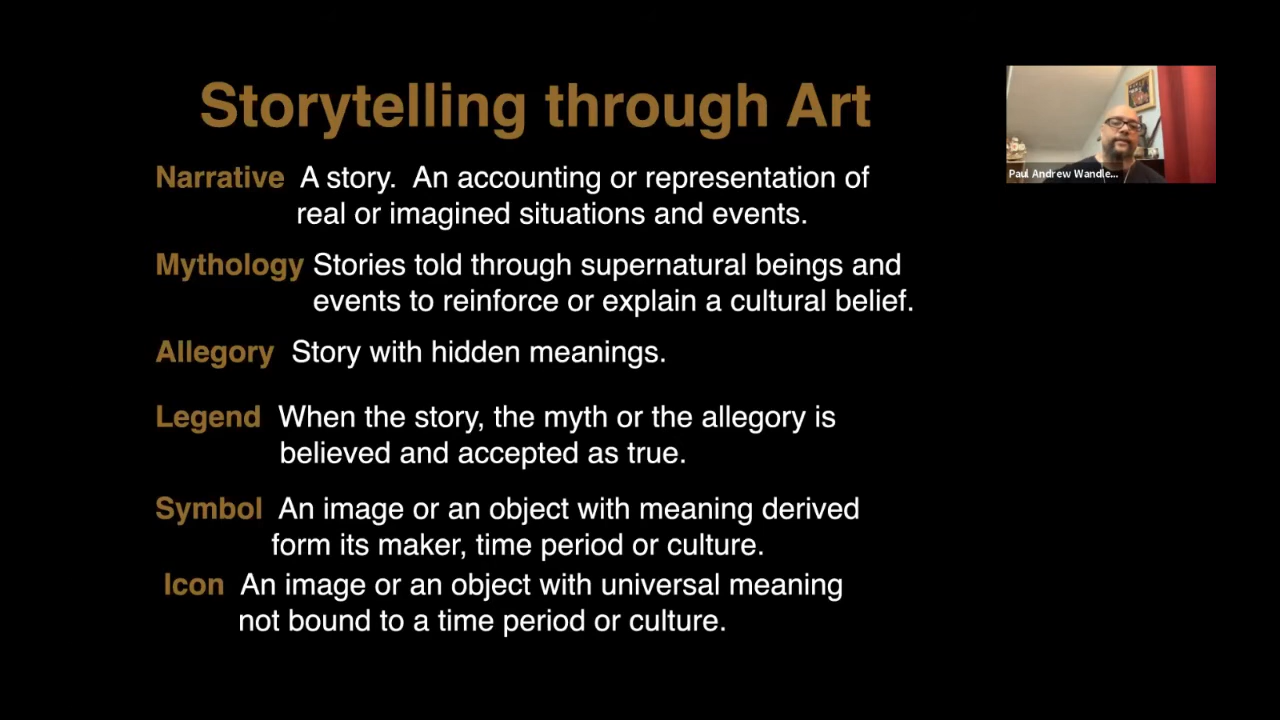 Storytelling through Art
Narrative A story. An accounting or representation of
real or imagined situations and events.
Mythology Stories told through supernatural beings and
events to reinforce or explain a cultural belief.
Allegory Story with hidden meanings.
Legend When the story, the myth or the allegory is
believed and accepted as true.
Symbol An image or an object with meaning derived
form its maker, time period or culture.
Icon An image or an object with universal meaning
not bound to a time period or culture.
Paul Andrew Wandle...